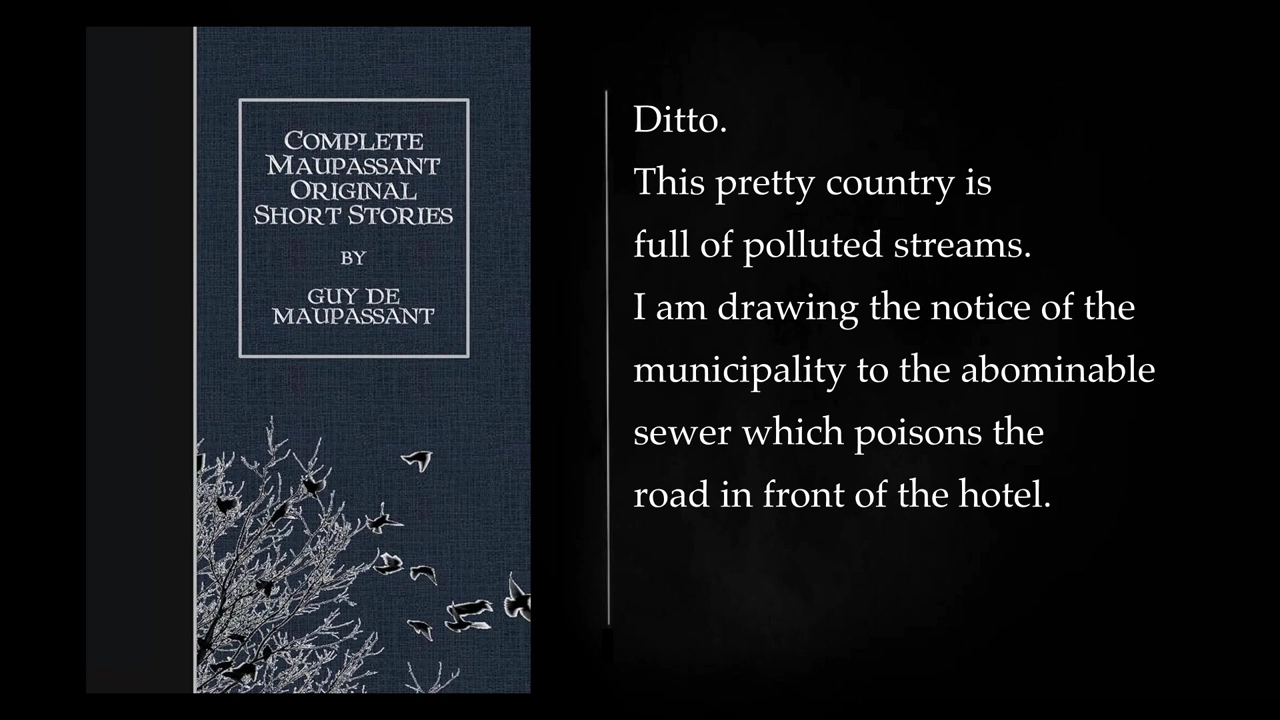 COMPLETE
MAUPASSANT
ORIGINAL
SHORT STORIES
BY
GUY DE
MAUPASSANT
Ditto.
This pretty country is
full of polluted streams.
I am drawing the notice of the
municipality to the abominable
sewer which poisons the
road in front of the hotel.